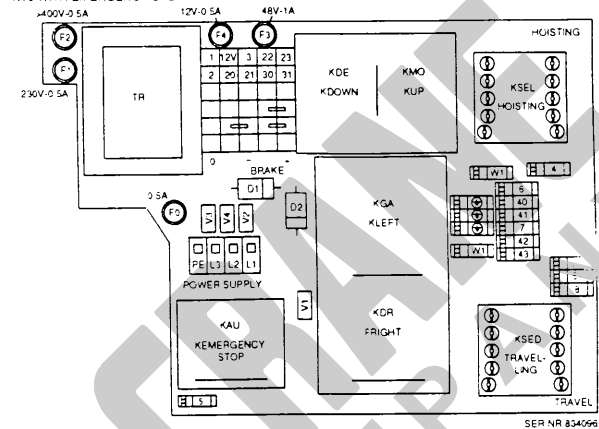 >400V-0 5A
12V-0 5A
48V-1A
F2
F4
F3
HOISTING
F1
230V-0 5A
TR
1 12V 3 22 23
2 20 21 30 31
KDE
KDOWN
KMO
KUP
KSEL
HOISTING
0 - -
BRAKE
D1
D2
0 5A
F0
V3 V4 V2
PE L3 L2 L1
POWER SUPPLY
V1
KGA
KLEFT
W1
4
6
40
41
7
42
W1
43
8
KDR
FRIGHT
KAU
KEMERGENCY
STOP
5
KSED
TRAVEL-
LING
TRAVEL
SER NR 834096
CRANE